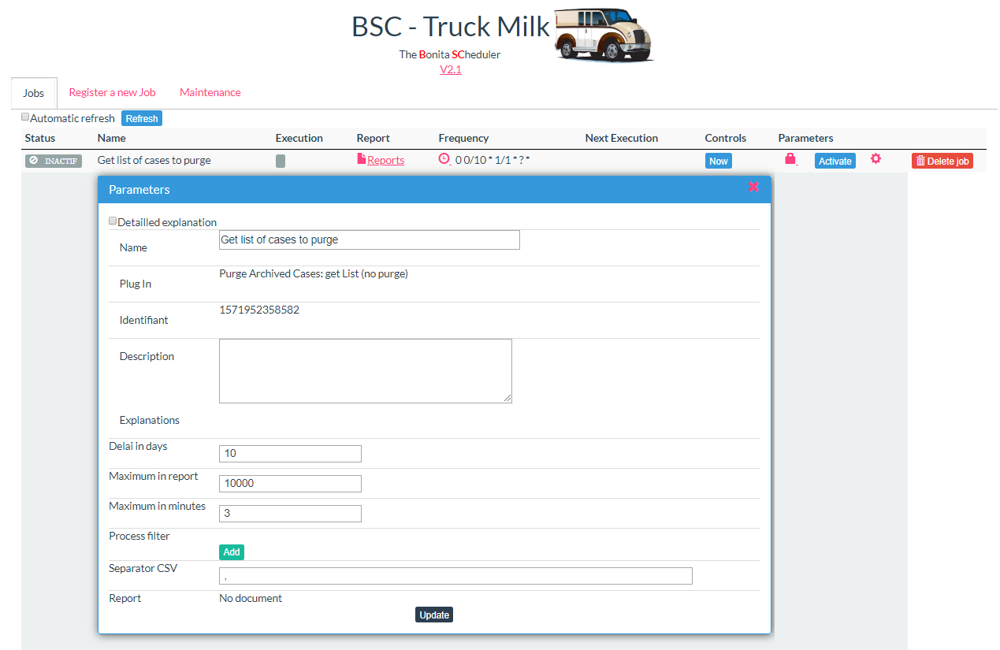 BSC - Truck Milk
The Bonita SCheduler
V2.1
Jobs Register a new Job Maintenance
Automatic refresh Refresh
Status Name Execution Report Frequency Next Execution Controls Parameters
INACTIF Get list of cases to purge Reports 0 0/10 * 1/1 * ? * Now Activate Delete job
Parameters
Detailled explanation
Name Get list of cases to purge
Plug In Purge Archived Cases: get List (no purge)
Identifiant 1571952358582
Description
Explanations
Delai in days 10
Maximum in report 10000
Maximum in minutes 3
Process filter
Add
Separator CSV ,
Report No document
Update